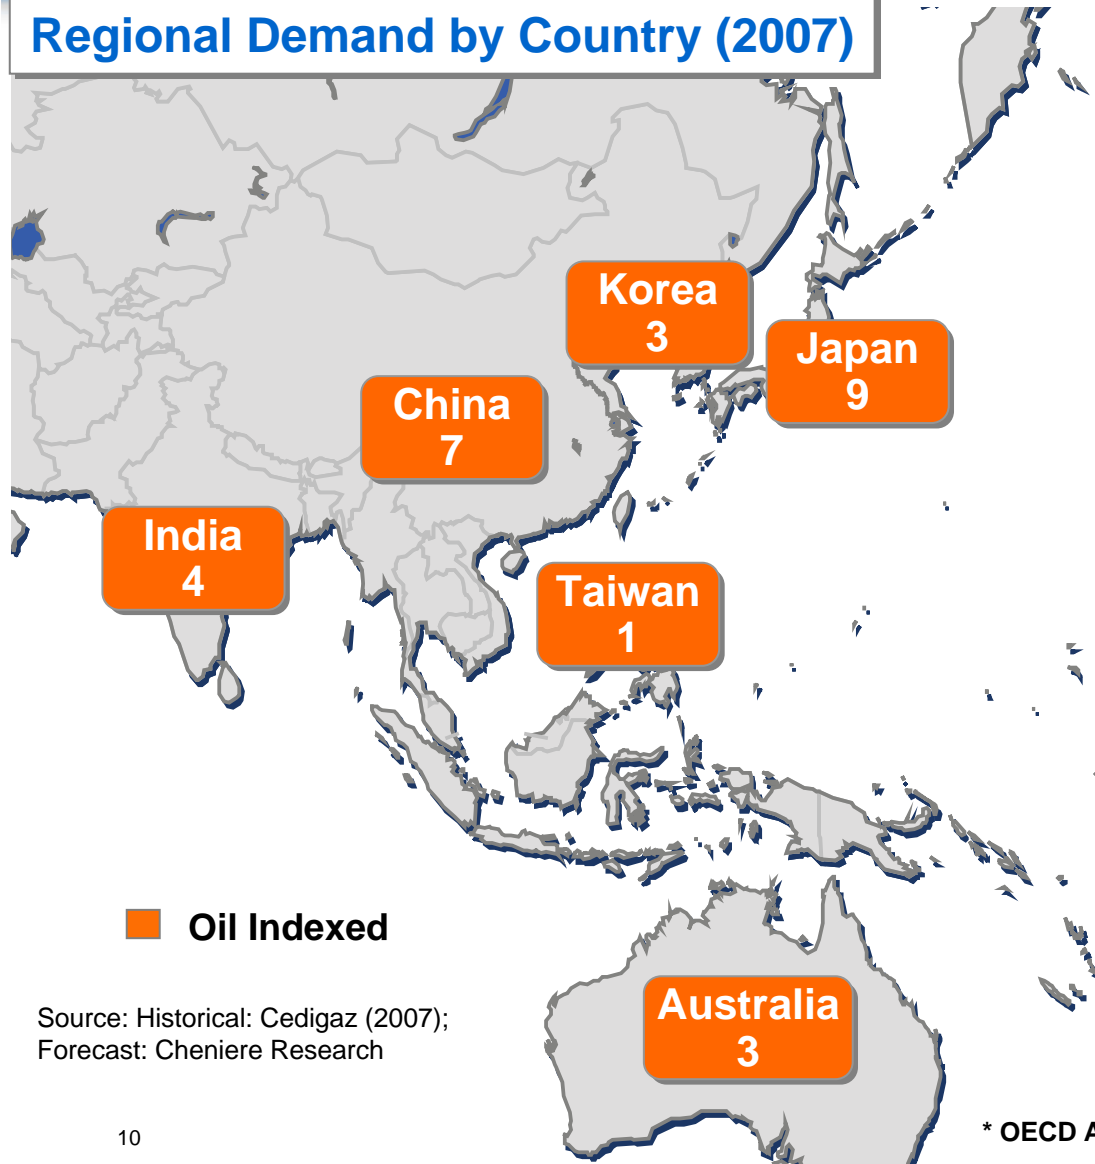 Regional Demand by Country (2007)
Korea
3
Japan
9
China
7
India
4
Taiwan
1
Oil Indexed
Australia
3
Source: Historical: Cedigaz (2007);
Forecast: Cheniere Research
10
* OECD A